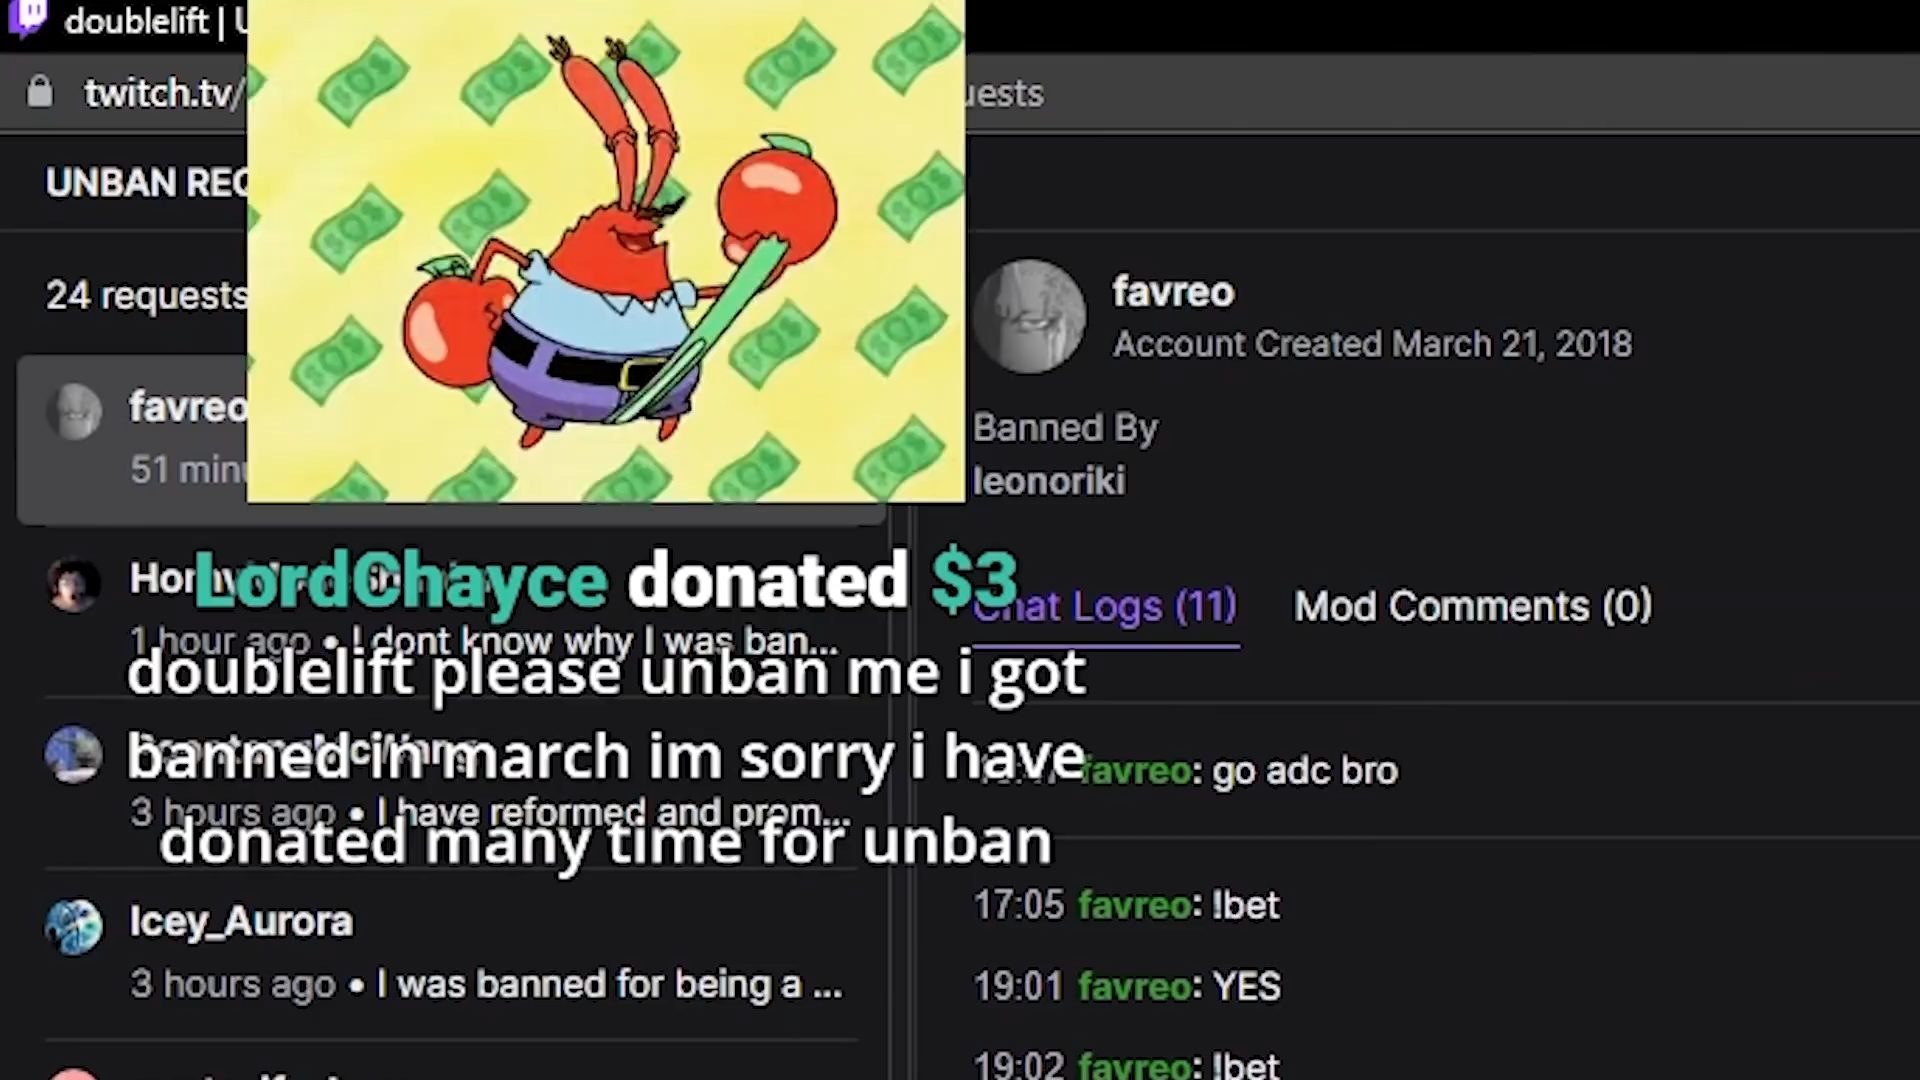 doublelift |
twitch.tv/
uests
UNBAN REQ
24 requests
favreo
51 minu
favreo
Account Created March 21, 2018
Banned By
leonoriki
LordChayce donated $3
doublelift please unban me i got
banned in march im sorry i have
donated many time for unban
1 hour ago • I dont know why I was ban...
3 hours ago • I have reformed and prom...
Icey_Aurora
3 hours ago • I was banned for being a ...
Chat Logs (11)
Mod Comments (0)
favreo: go adc bro
17:05 favreo: !bet
19:01 favreo: YES
19:02 favreo: !bet